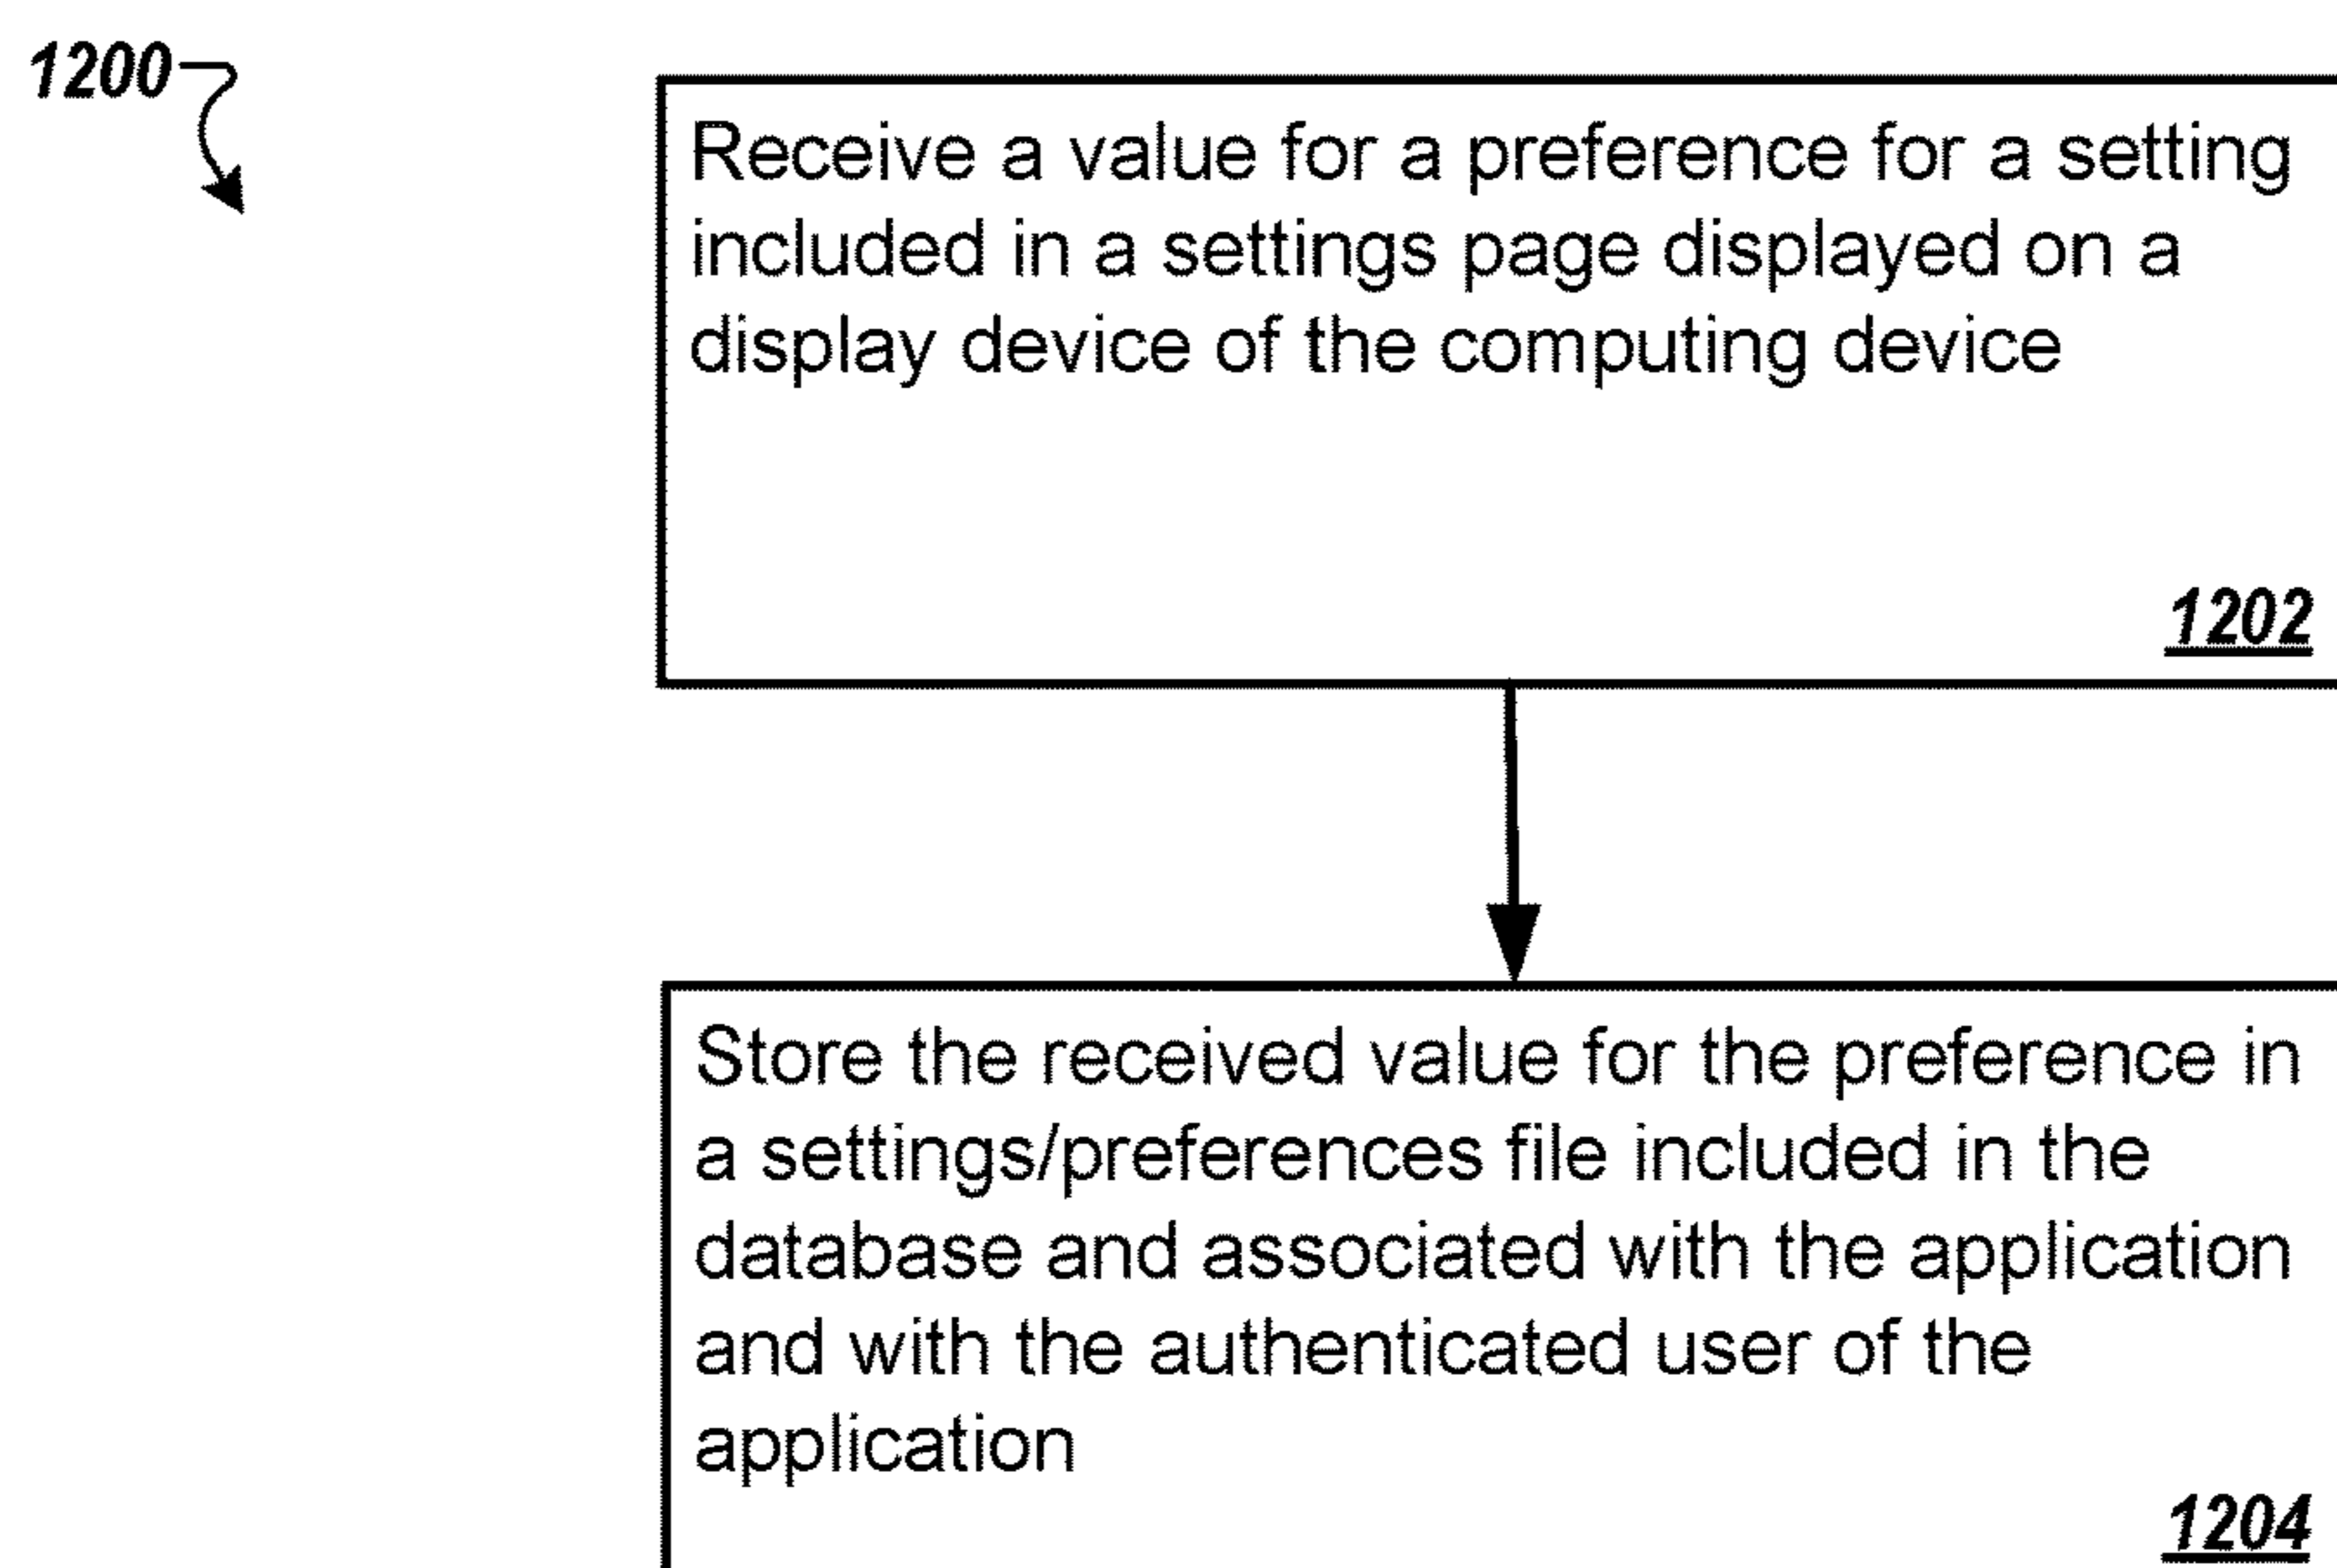 1200
Receive a value for a preference for a setting
included in a settings page displayed on a
display device of the computing device
1202
Store the received value for the preference in
a settings/preferences file included in the
database and associated with the application
and with the authenticated user of the
application
1204